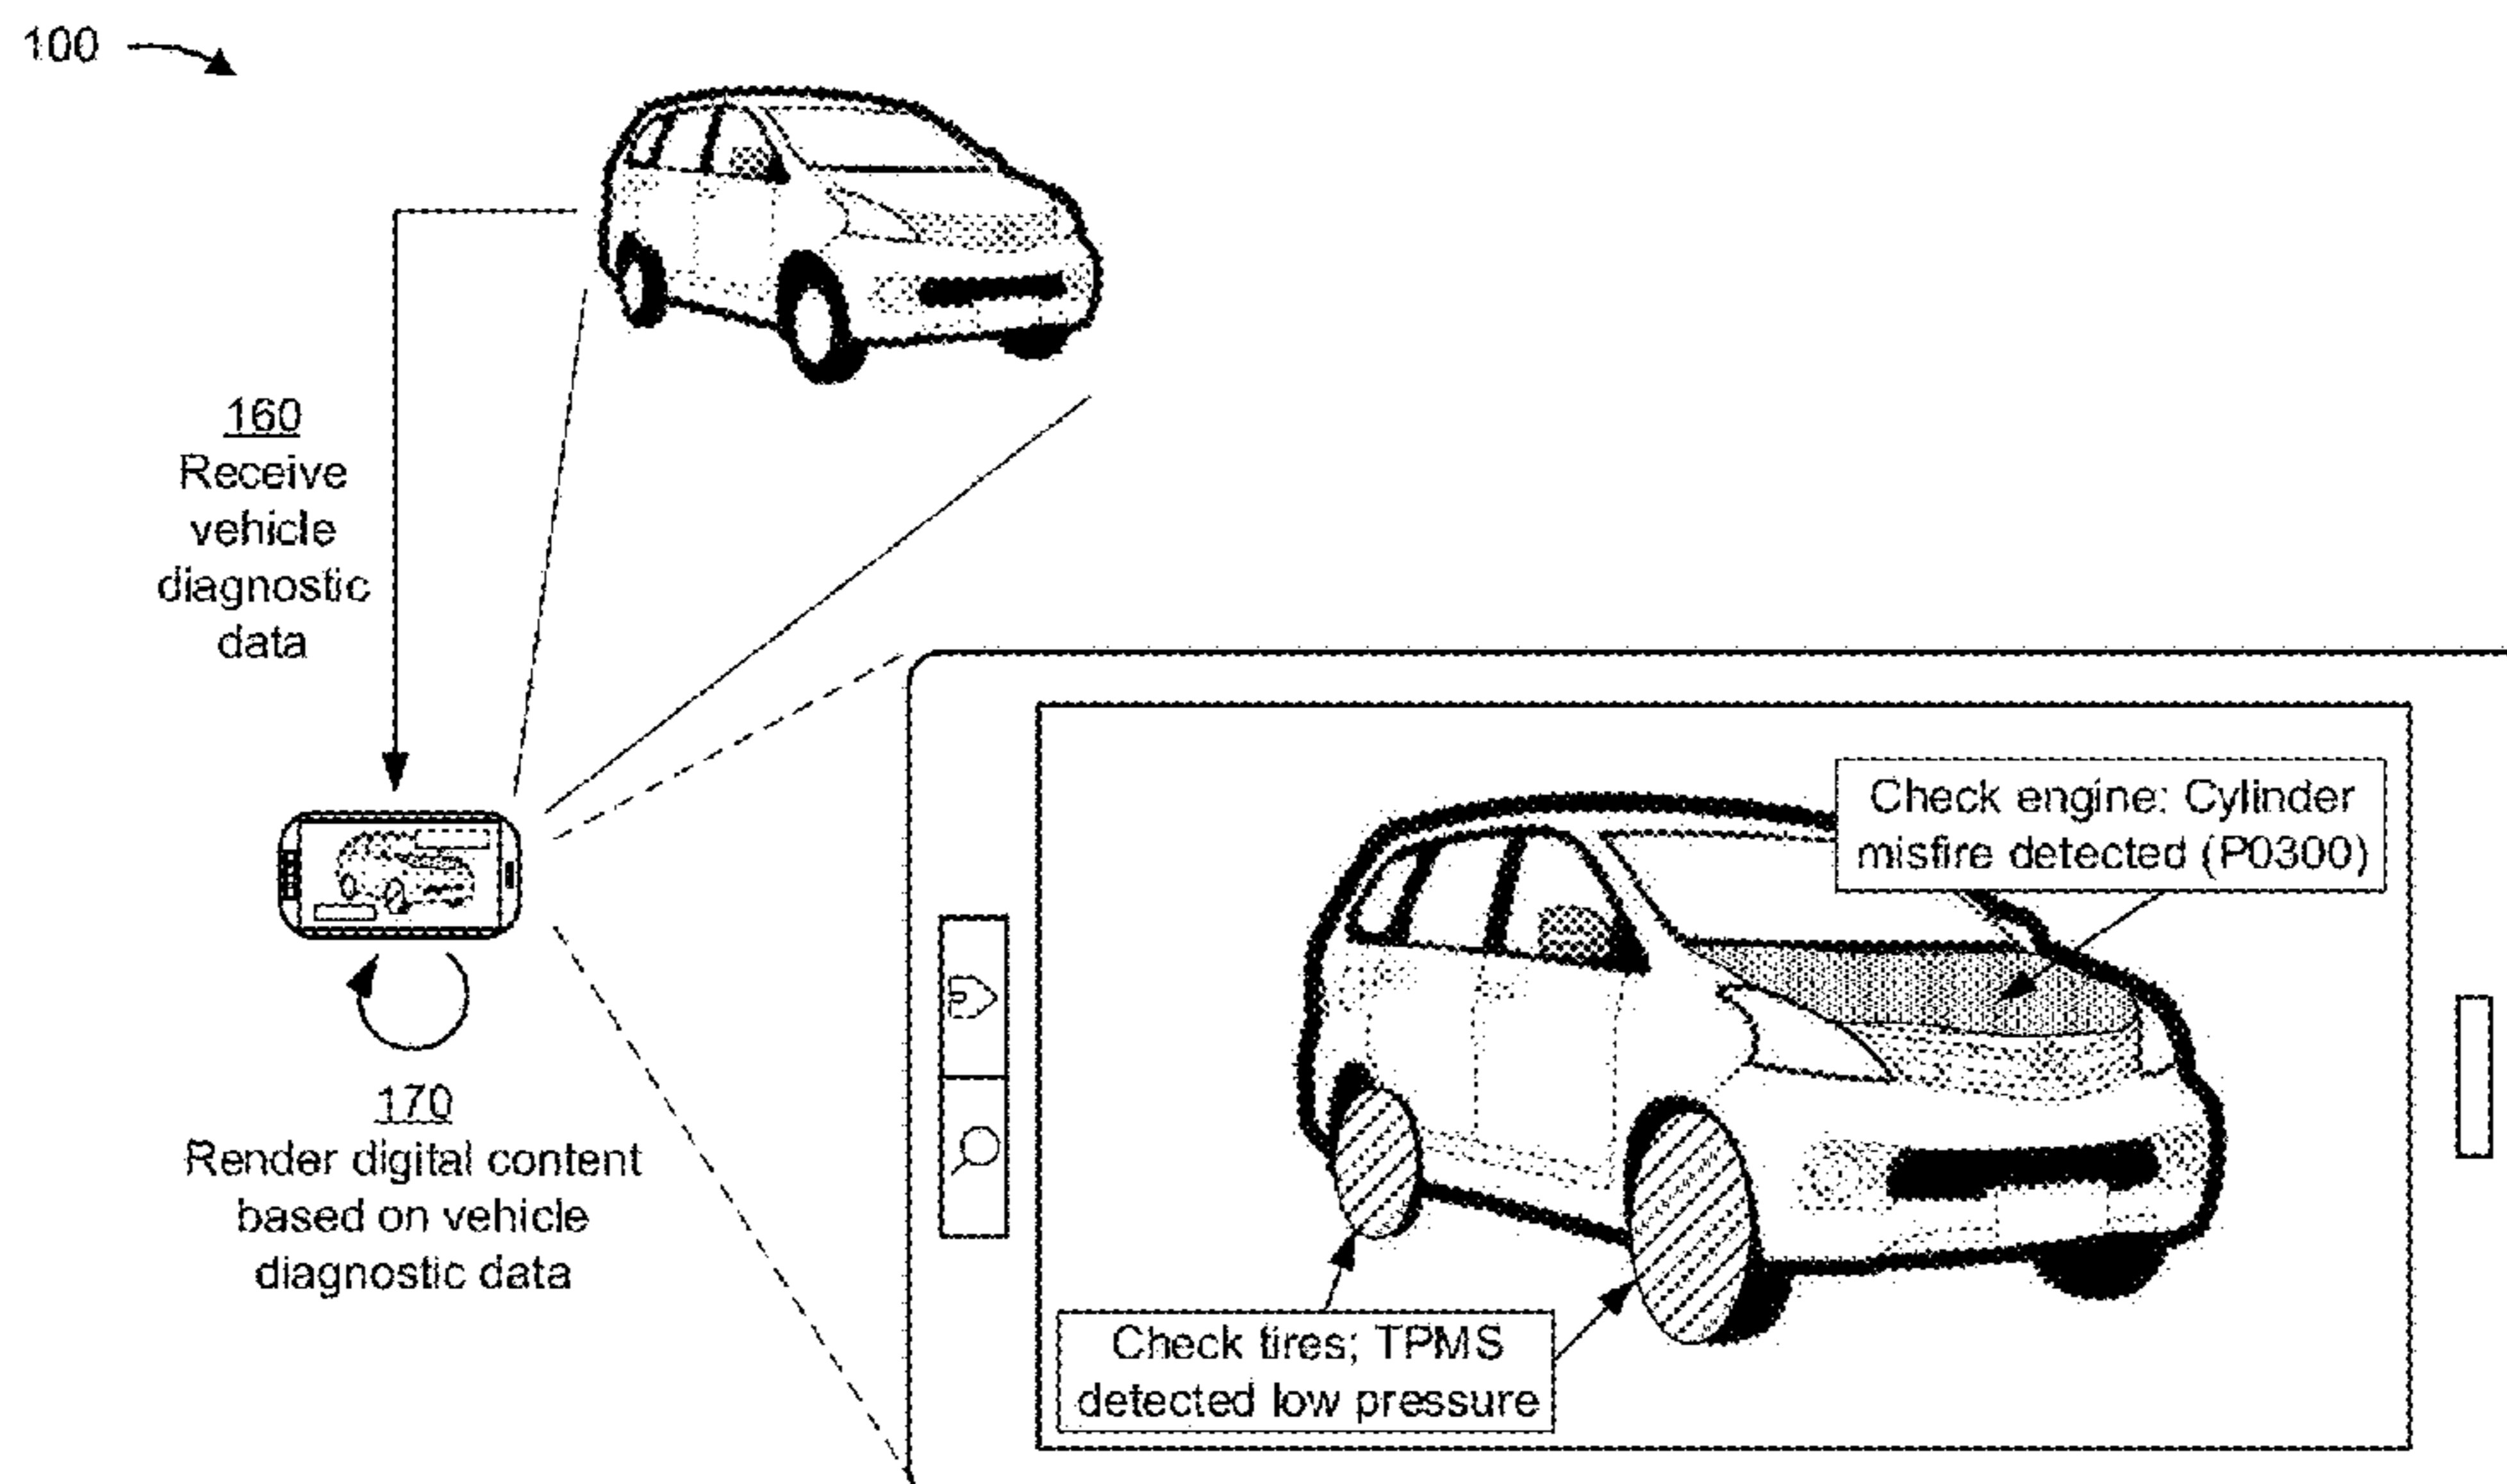 100
160
Receive
vehicle
diagnostic
data
Check engine; Cylinder
misfire detected (P0300)
170
Render digital content
based on vehicle
diagnostic data
Check tires; TPMS
detected low pressure